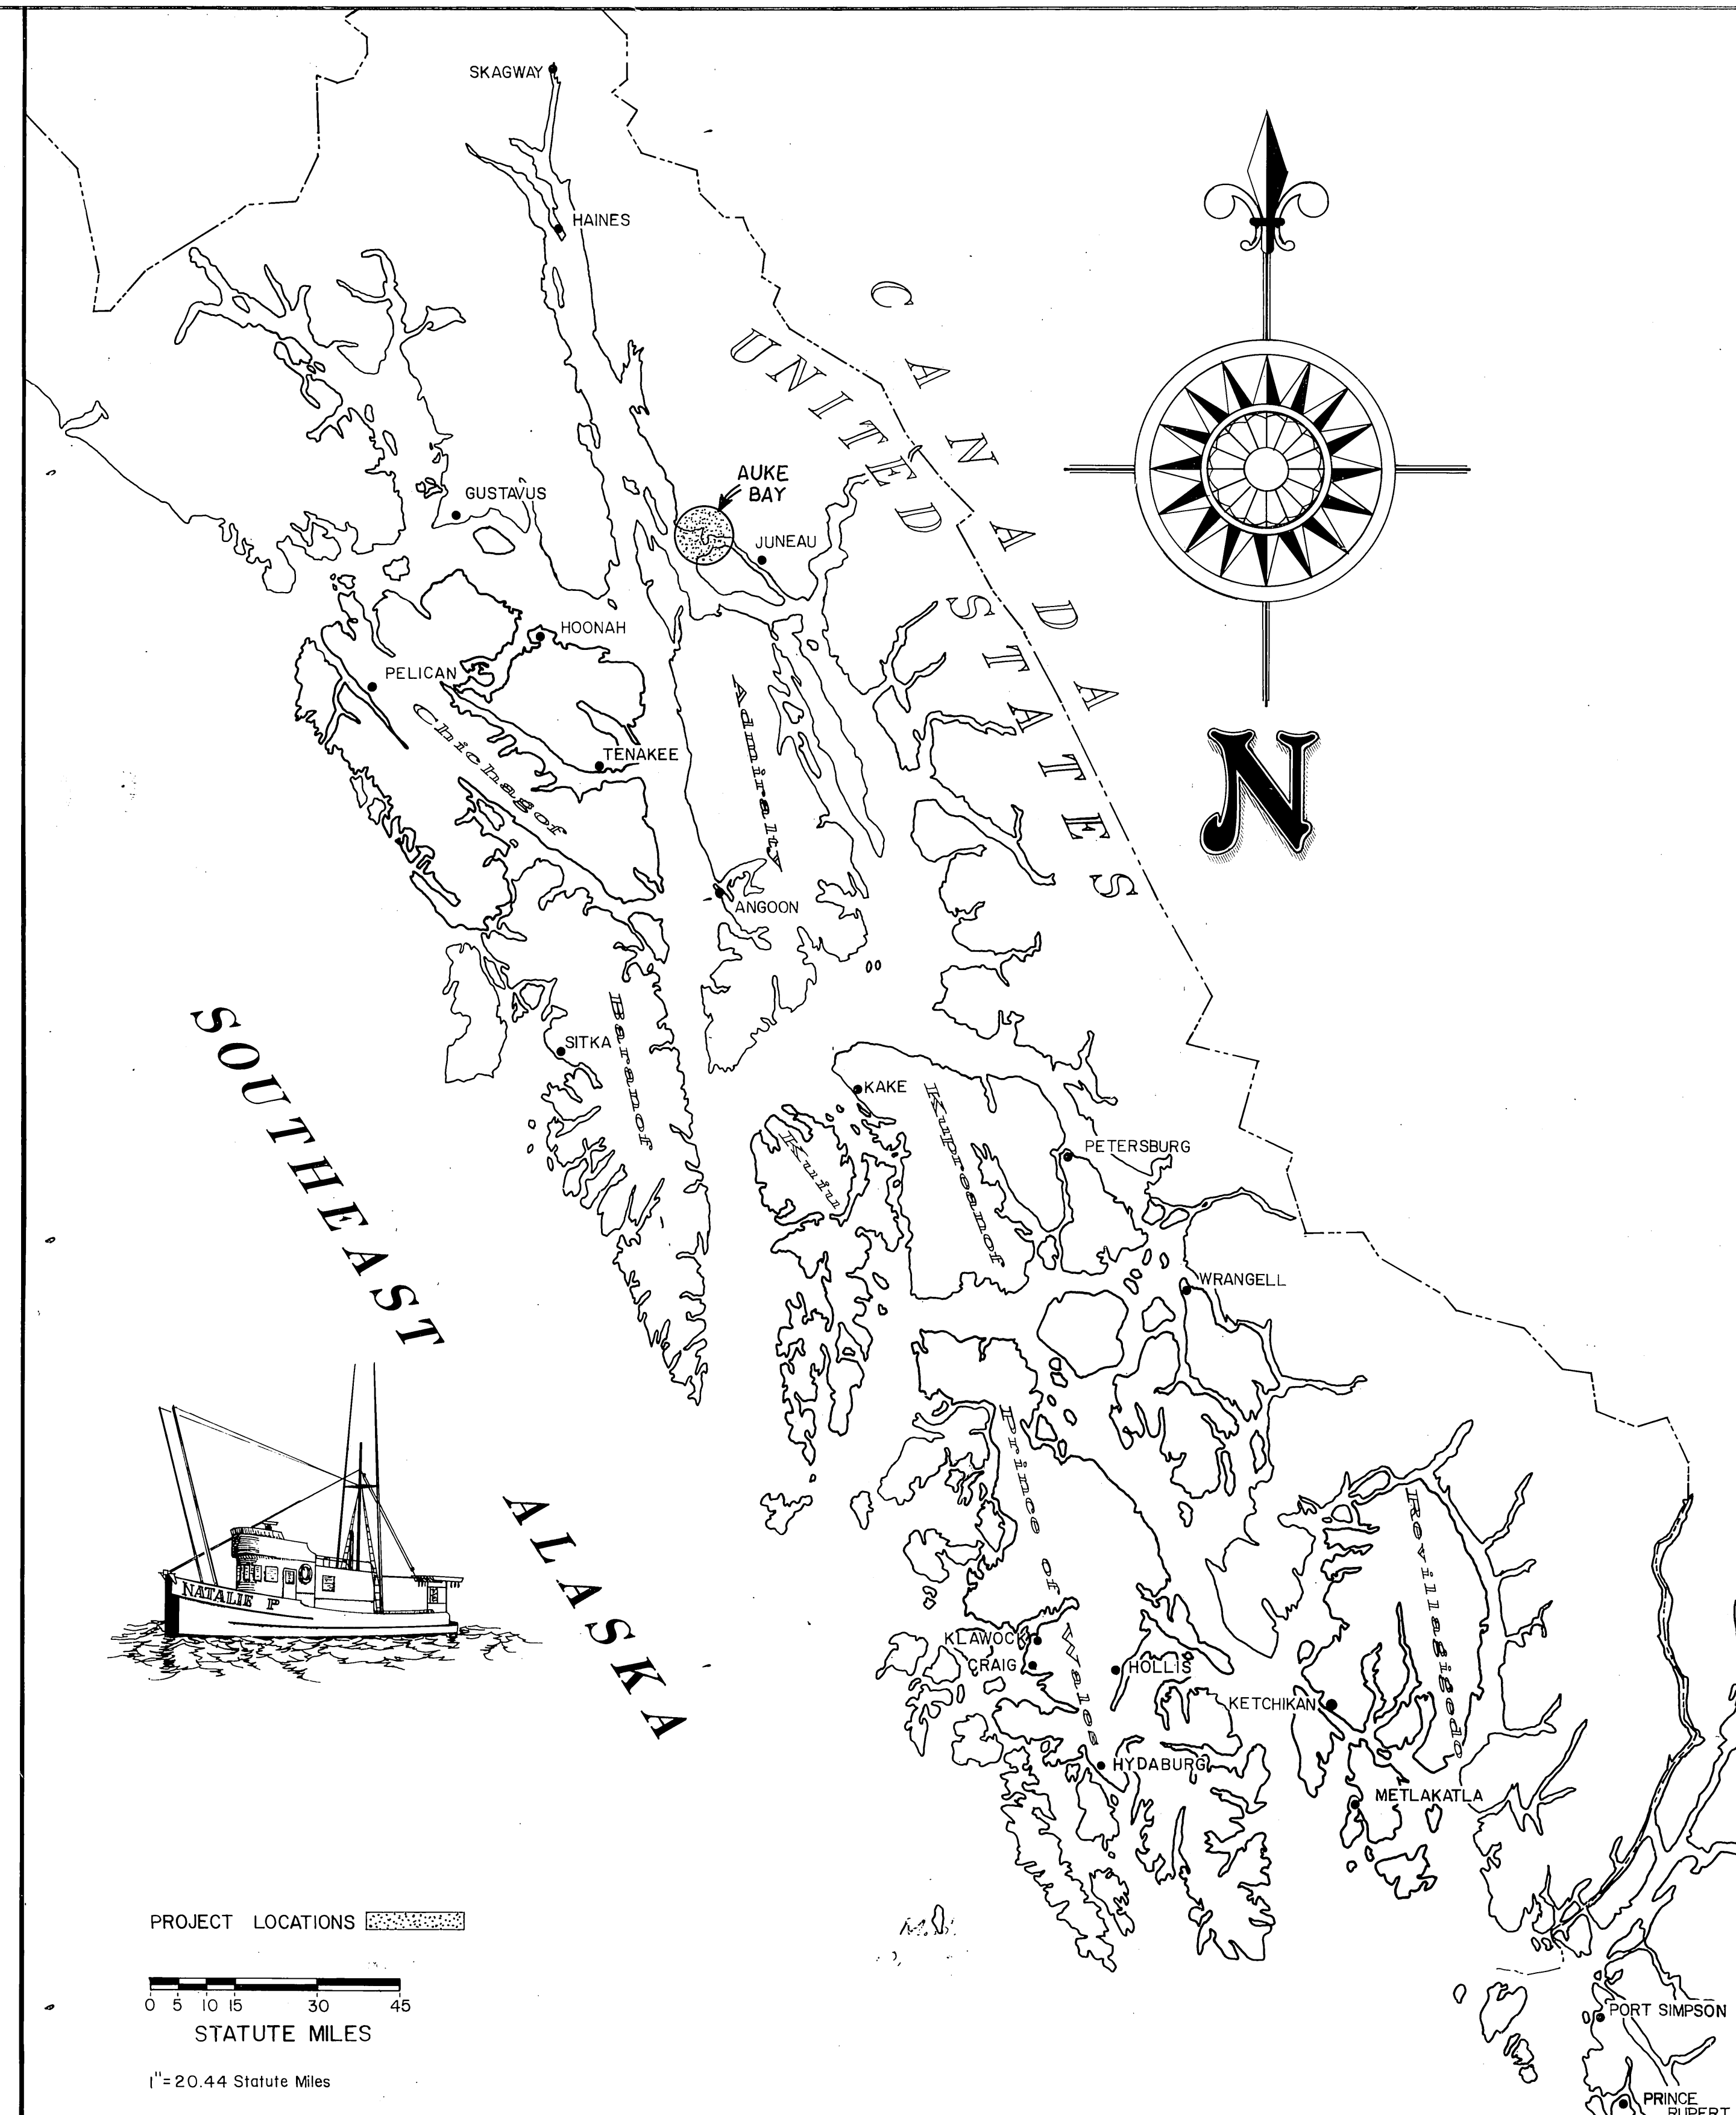 SKAGWAY
HAINES
CANADA
UNITED STATES
AUKE
BAY
GUSTAVUS
JUNEAU
HOONAH
PELICAN
Chichagof
Admiralty
TENAKEE
N
ANGOON
SOUTHEAST
ALASKA
Baranof
SITKA
KAKE
Kupreanof
Kuiu
PETERSBURG
WRANGELL
Prince of Wales
Revillagigedo
NATALIE P
KLAWOCK
CRAIG
HOLLIS
KETCHIKAN
HYDABURG
METLAKATLA
PROJECT LOCATIONS
0 5 10 15 30 45
STATUTE MILES
1"=20.44 Statute Miles
PORT SIMPSON
PRINCE
RUPERT